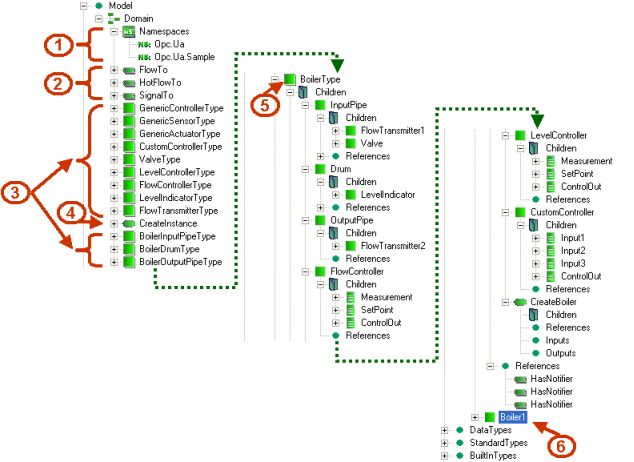 Model
Domain
Namespaces
NS: Opc.Ua
NS: Opc.Ua.Sample
1
FlowTo
HotFlowTo
SignalTo
2
GenericControllerType
GenericSensorType
GenericActuatorType
CustomControllerType
ValveType
LevelControllerType
FlowControllerType
LevelIndicatorType
FlowTransmitterType
3
4
CreateInstance
BoilerInputPipeType
BoilerDrumType
BoilerOutputPipeType
BoilerType
5
Children
InputPipe
Children
FlowTransmitter1
Valve
References
Drum
Children
LevelIndicator
References
OutputPipe
Children
FlowTransmitter2
References
FlowController
Children
Measurement
SetPoint
ControlOut
References
LevelController
Children
Measurement
SetPoint
ControlOut
References
CustomController
Children
Input1
Input2
Input3
ControlOut
References
CreateBoiler
Children
References
Inputs
Outputs
References
HasNotifier
HasNotifier
HasNotifier
Boiler1
6
DataTypes
StandardTypes
BuiltInTypes